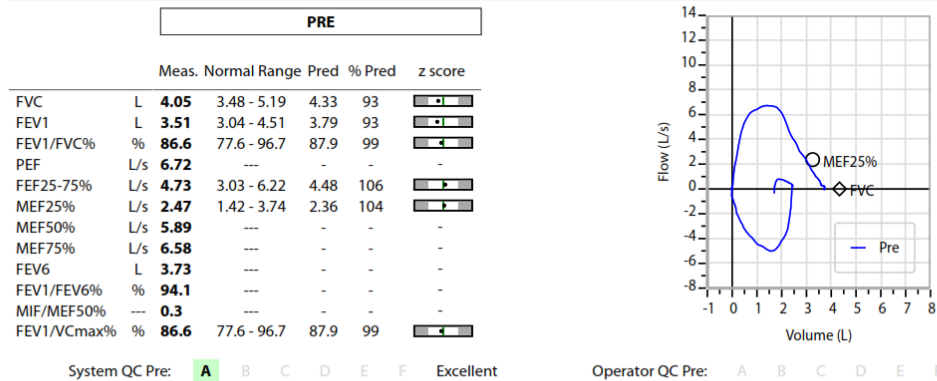 PRE
Meas. Normal Range Pred % Pred z score
FVC L 4.05 3.48 - 5.19 4.33 93
FEV1 L 3.51 3.04 - 4.51 3.79 93
FEV1/FVC% % 86.6 77.6 - 96.7 87.9 99
PEF L/s 6.72 --- - - -
FEF25-75% L/s 4.73 3.03 - 6.22 4.48 106
MEF25% L/s 2.47 1.42 - 3.74 2.36 104
MEF50% L/s 5.89 --- - - -
MEF75% L/s 6.58 --- - - -
FEV6 L 3.73 --- - - -
FEV1/FEV6% % 94.1 --- - - -
MIF/MEF50% --- 0.3 --- - - -
FEV1/VCmax% % 86.6 77.6 - 96.7 87.9 99
System QC Pre: A B C D E F Excellent
14
12
10
8
6
4
2
0
-2
-4
-6
-8
Flow (L/s)
MEF25%
FVC
Pre
-1 0 1 2 3 4 5 6 7 8
Volume (L)
Operator QC Pre: A B C D E